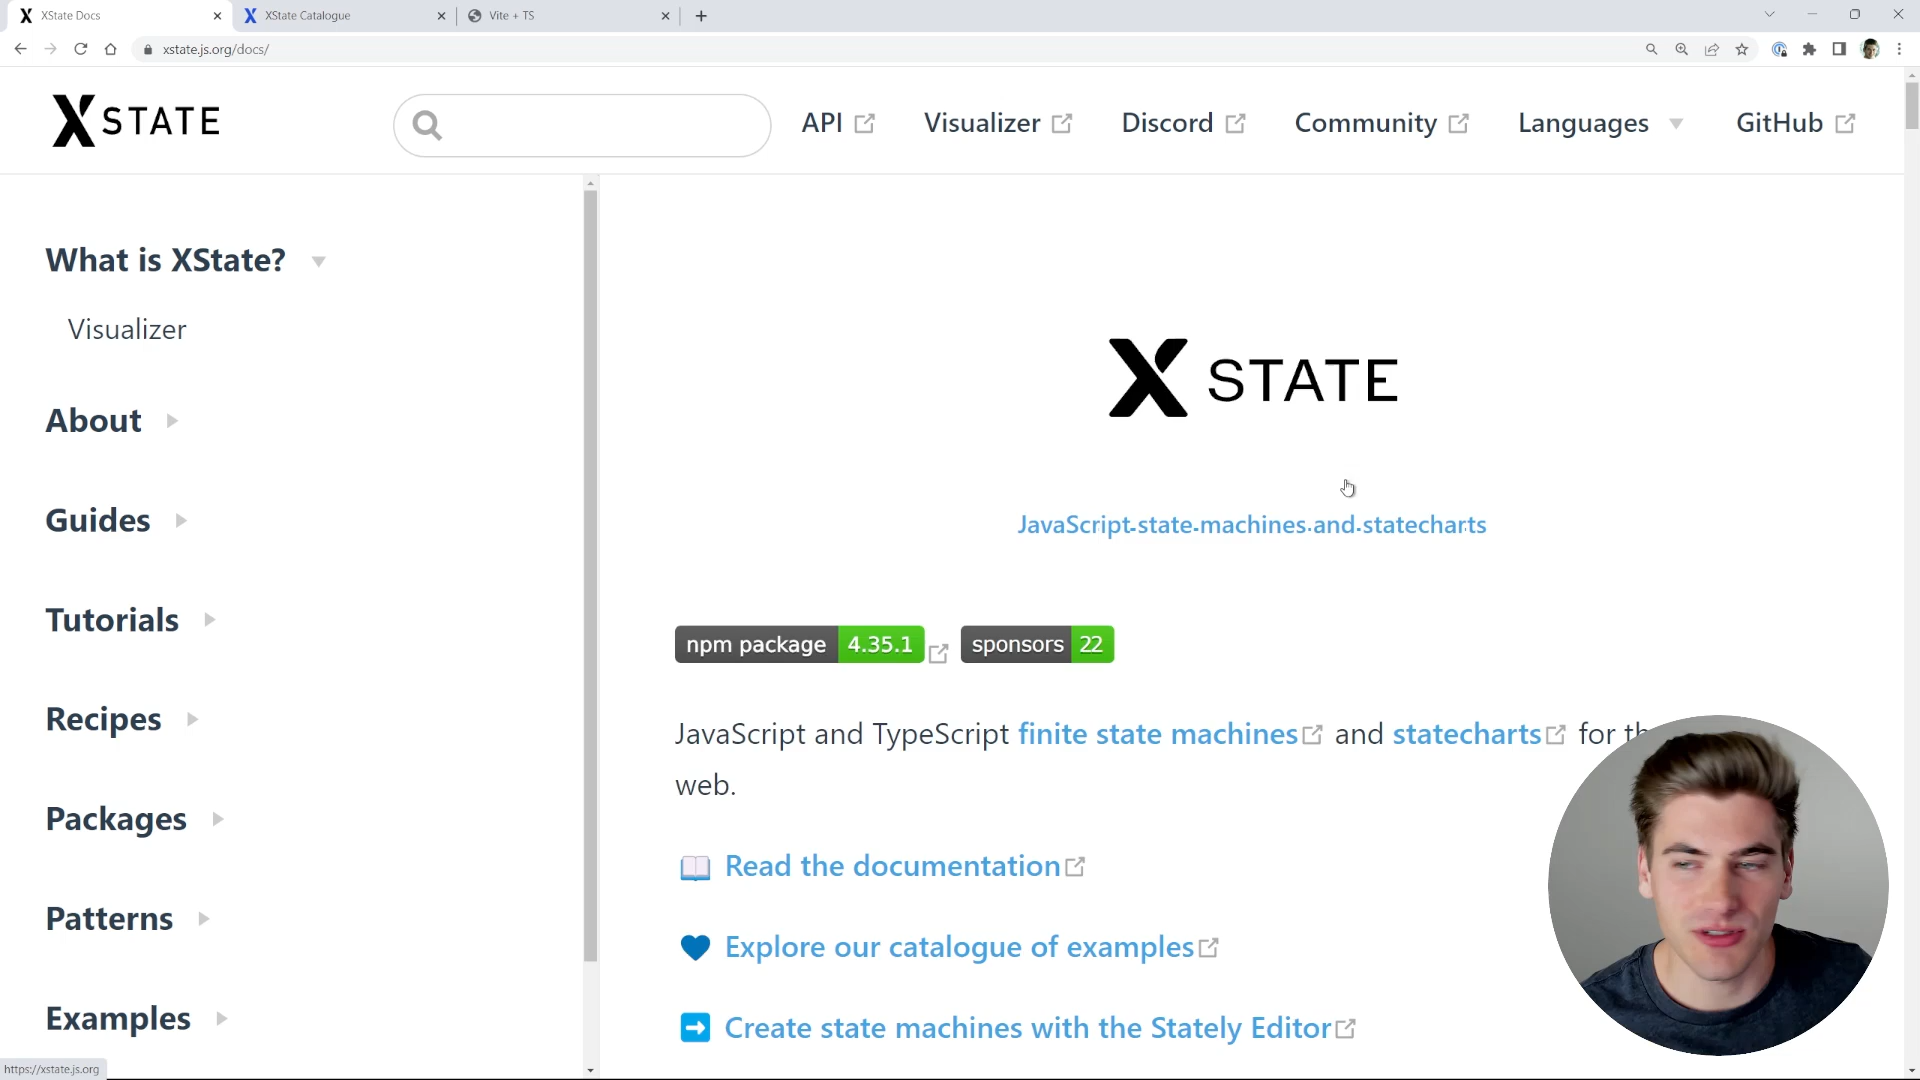 XState Docs
XState Catalogue
Vite + TS
xstate.js.org/docs/
XSTATE
API
Visualizer
Discord
Community
Languages
GitHub
What is XState?
Visualizer
About
Guides
Tutorials
Recipes
Packages
Patterns
Examples
XSTATE
JavaScript state machines and statecharts
npm package 4.35.1
sponsors 22
JavaScript and TypeScript finite state machines and statecharts for
web.
Read the documentation
Explore our catalogue of examples
Create state machines with the Stately Editor
https://xstate.js.org